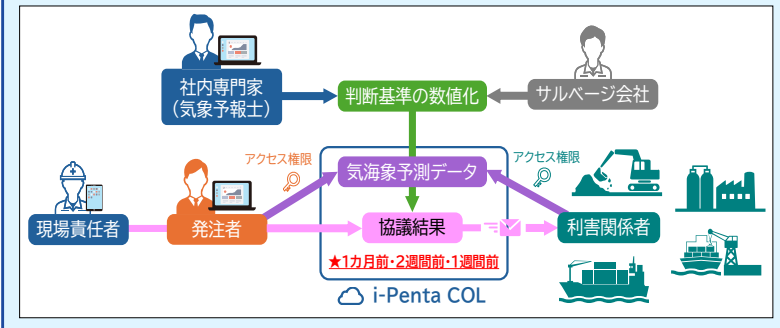 社内専門家
（気象予報士）
判断基準の数値化
サルベージ会社
アクセス権限
気海象予測データ
アクセス権限
現場責任者
発注者
協議結果
利害関係者
★1カ月前・2週間前・1週間前
i-Penta COL